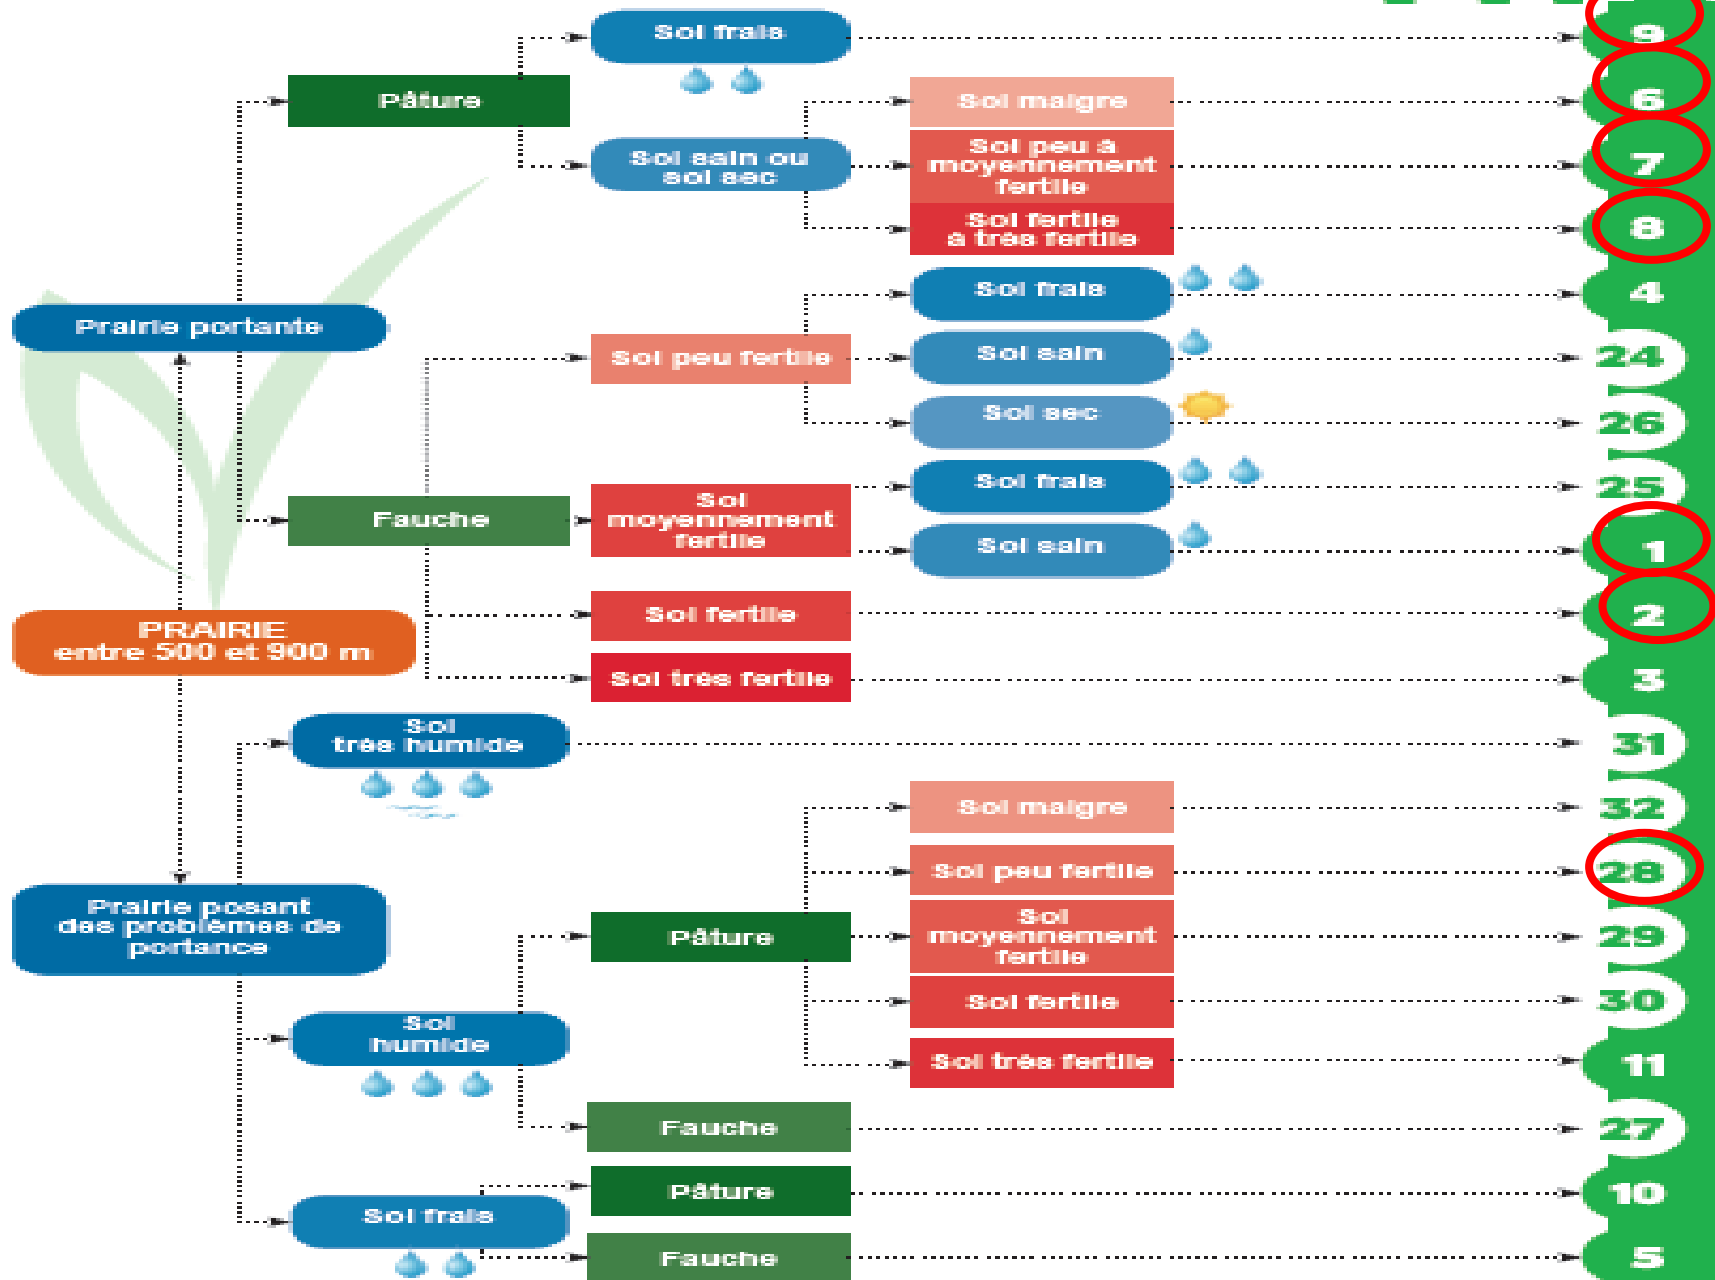 Sol frais
9
Pâture
Sol maigre
6
Sol sain ou
sol sec
Sol peu à
moyennement
fertile
7
Sol fertile
à très fertile
8
Prairie portante
Sol frais
4
Sol peu fertile
Sol sain
24
Sol sec
26
Sol frais
25
Fauche
Sol
moyennement
fertile
Sol sain
1
Sol fertile
2
PRAIRIE
entre 500 et 900 m
Sol très fertile
3
Sol
très humide
31
Sol maigre
32
Sol peu fertile
28
Prairie posant
des problèmes de
portance
Pâture
Sol
moyennement
fertile
29
Sol fertile
30
Sol
humide
Sol très fertile
11
Fauche
27
Pâture
10
Sol frais
Fauche
5